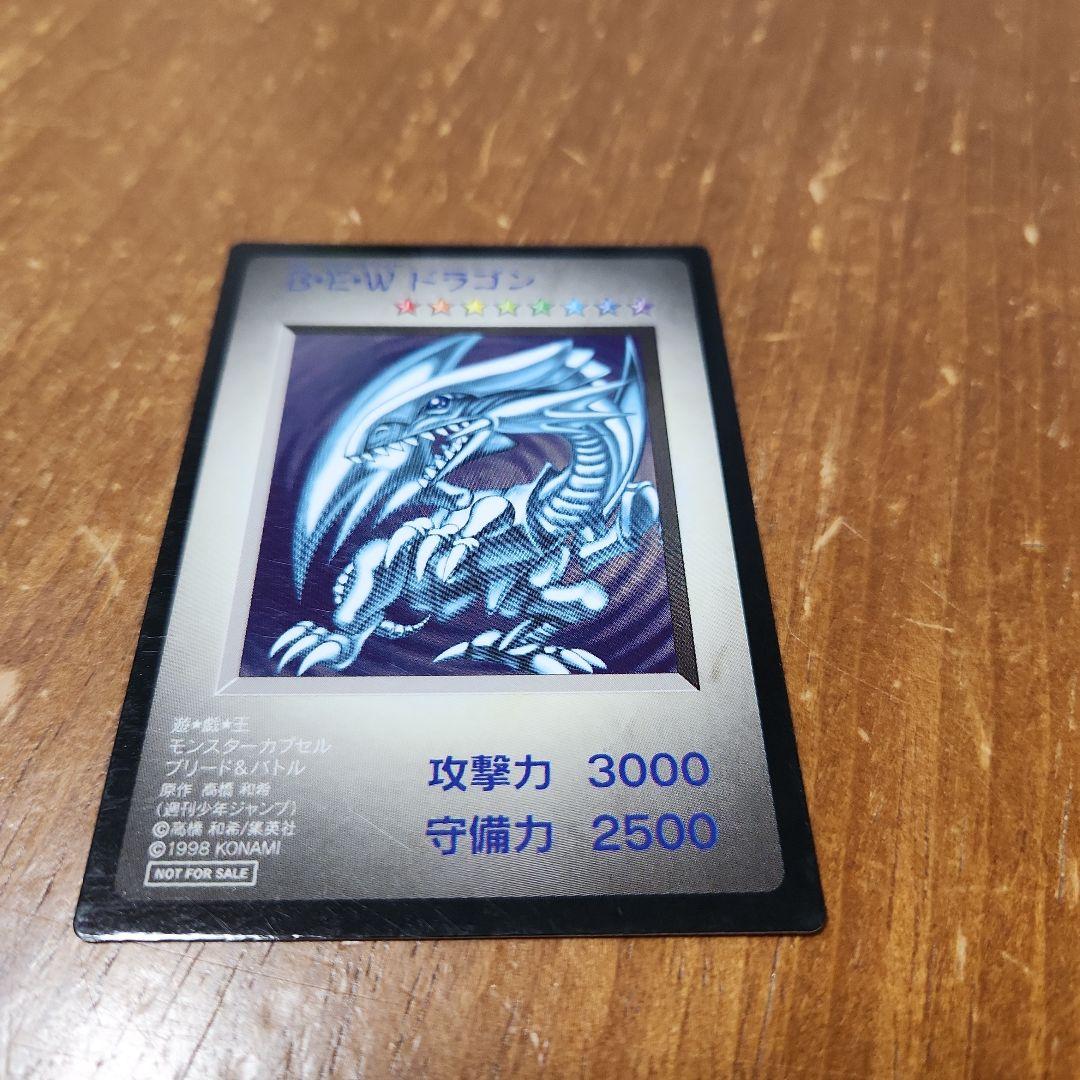 B・E・W ドラゴン
遊★戯★王
モンスターカプセル
ブリード&バトル
原作 高橋 和希
(週刊少年ジャンプ)
©高橋 和希/集英社
©1998 KONAMI
NOT FOR SALE
攻撃力 3000
守備力 2500